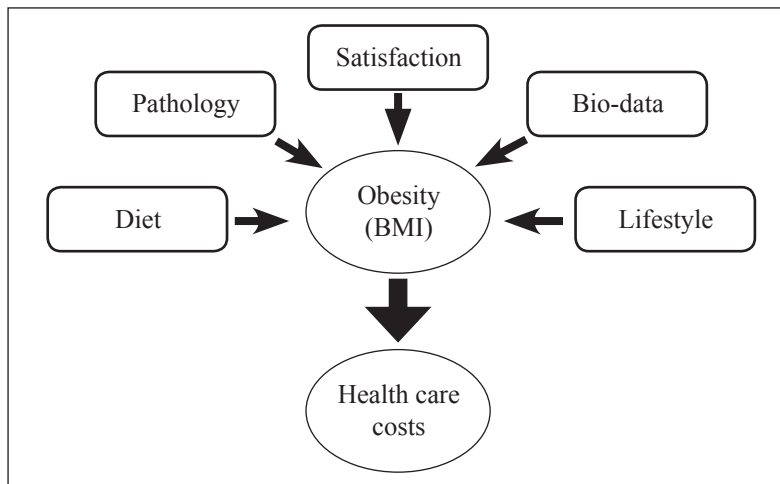 Satisfaction
Pathology
Bio-data
Obesity
(BMI)
Diet
Lifestyle
Health care
costs